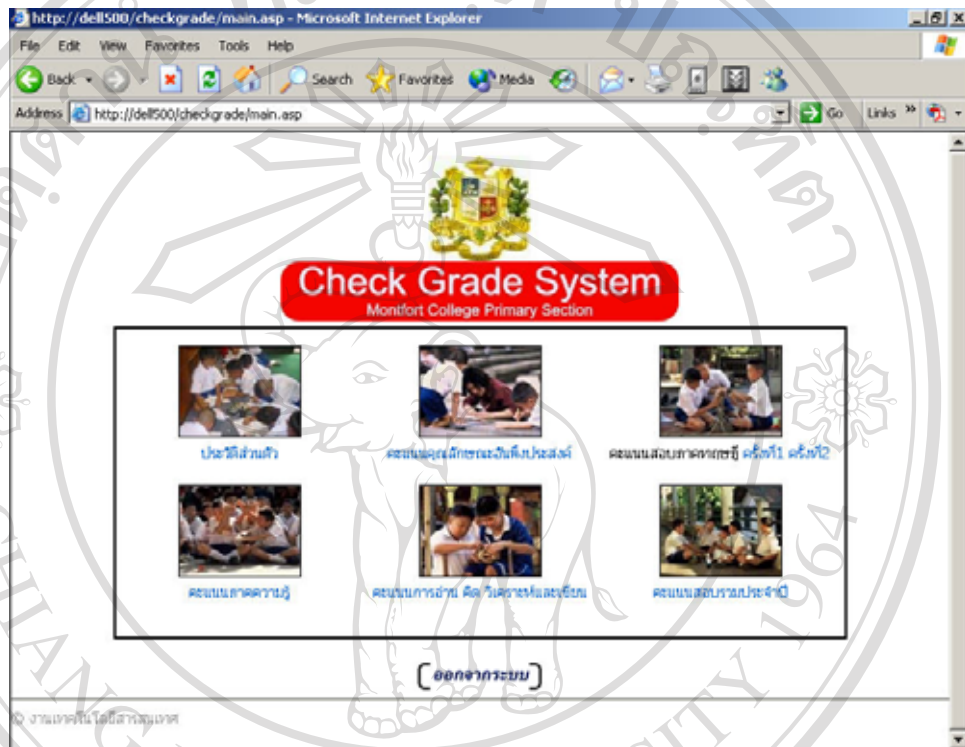 http://dell500/checkgrade/main.asp - Microsoft Internet Explorer
File Edit View Favorites Tools Help
Back Search Favorites Media
Address http://dell500/checkgrade/main.asp Go Links
Check Grade System
Montfort College Primary Section
ประวัติส่วนตัว คะแนนคุณลักษณะอันพึงประสงค์ คะแนนสอบภาคทฤษฎี ครั้งที่1 ครั้งที่2
คะแนนภาคความรู้ คะแนนการอ่าน คิด วิเคราะห์และเขียน คะแนนสอบรวมประจำปี
[ออกจากระบบ]
© งานเทคโนโลยีสารสนเทศ
1964